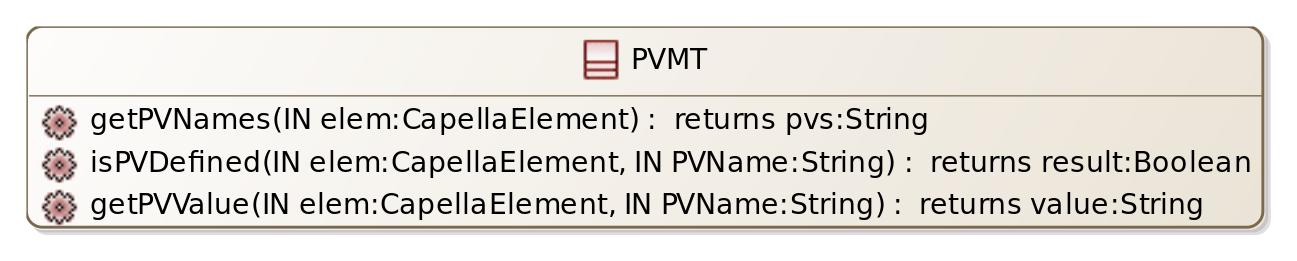 PVMT
getPVNames(IN elem:CapellaElement) :  returns pvs:String
isPVDefined(IN elem:CapellaElement, IN PVName:String) :  returns result:Boolean
getPVValue(IN elem:CapellaElement, IN PVName:String) :  returns value:String